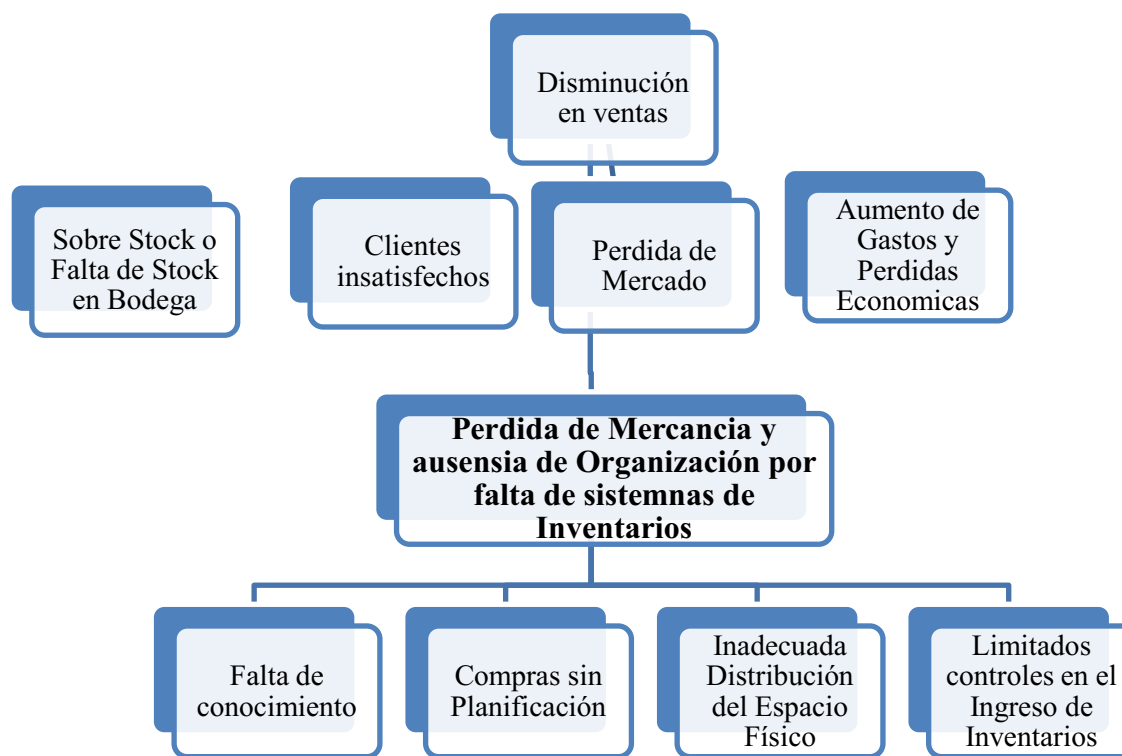 Disminución
en ventas
Sobre Stock o
Falta de Stock
en Bodega
Clientes
insatisfechos
Perdida de
Mercado
Aumento de
Gastos y
Perdidas
Economicas
Perdida de Mercancia y
ausensia de Organización por
falta de sistemnas de
Inventarios
Falta de
conocimiento
Compras sin
Planificación
Inadecuada
Distribución
del Espacio
Físico
Limitados
controles en el
Ingreso de
Inventarios